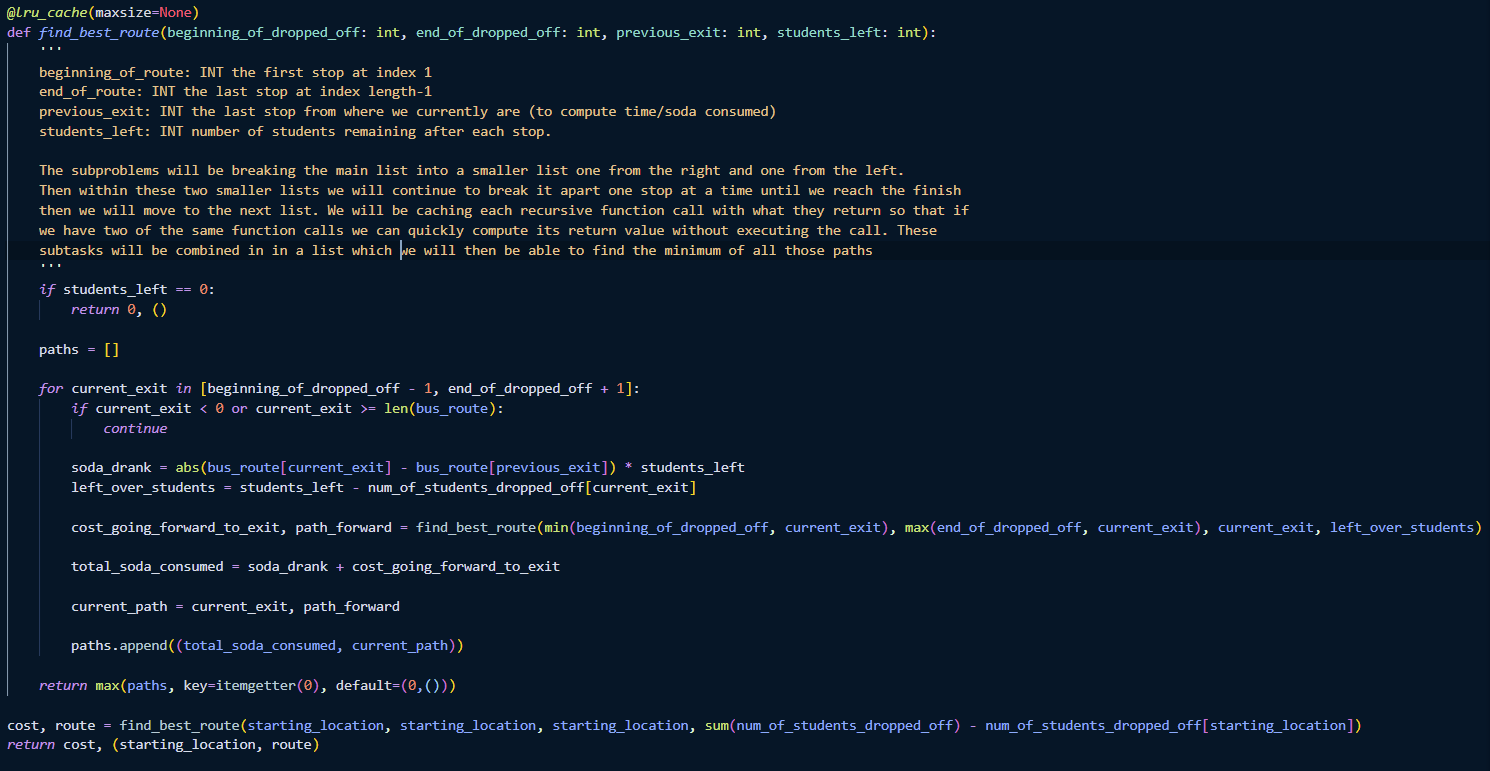 @lru_cache(maxsize=None)
def find_best_route(beginning_of_dropped_off: int, end_of_dropped_off: int, previous_exit: int, students_left: int):
    '''
    beginning_of_route: INT the first stop at index 1
    end_of_route: INT the last stop at index length-1
    previous_exit: INT the last stop from where we currently are (to compute time/soda consumed)
    students_left: INT number of students remaining after each stop.

    The subproblems will be breaking the main list into a smaller list one from the right and one from the left.
    Then within these two smaller lists we will continue to break it apart one stop at a time until we reach the finish
    then we will move to the next list. We will be caching each recursive function call with what they return so that if
    we have two of the same function calls we can quickly compute its return value without executing the call. These
    subtasks will be combined in in a list which we will then be able to find the minimum of all those paths
    '''
    if students_left == 0:
        return 0, ()

    paths = []

    for current_exit in [beginning_of_dropped_off - 1, end_of_dropped_off + 1]:
        if current_exit < 0 or current_exit >= len(bus_route):
            continue

        soda_drank = abs(bus_route[current_exit] - bus_route[previous_exit]) * students_left
        left_over_students = students_left - num_of_students_dropped_off[current_exit]

        cost_going_forward_to_exit, path_forward = find_best_route(min(beginning_of_dropped_off, current_exit), max(end_of_dropped_off, current_exit), current_exit, left_over_students)

        total_soda_consumed = soda_drank + cost_going_forward_to_exit

        current_path = current_exit, path_forward

        paths.append((total_soda_consumed, current_path))

    return max(paths, key=itemgetter(0), default=(0,()))

cost, route = find_best_route(starting_location, starting_location, starting_location, sum(num_of_students_dropped_off) - num_of_students_dropped_off[starting_location])
return cost, (starting_location, route)